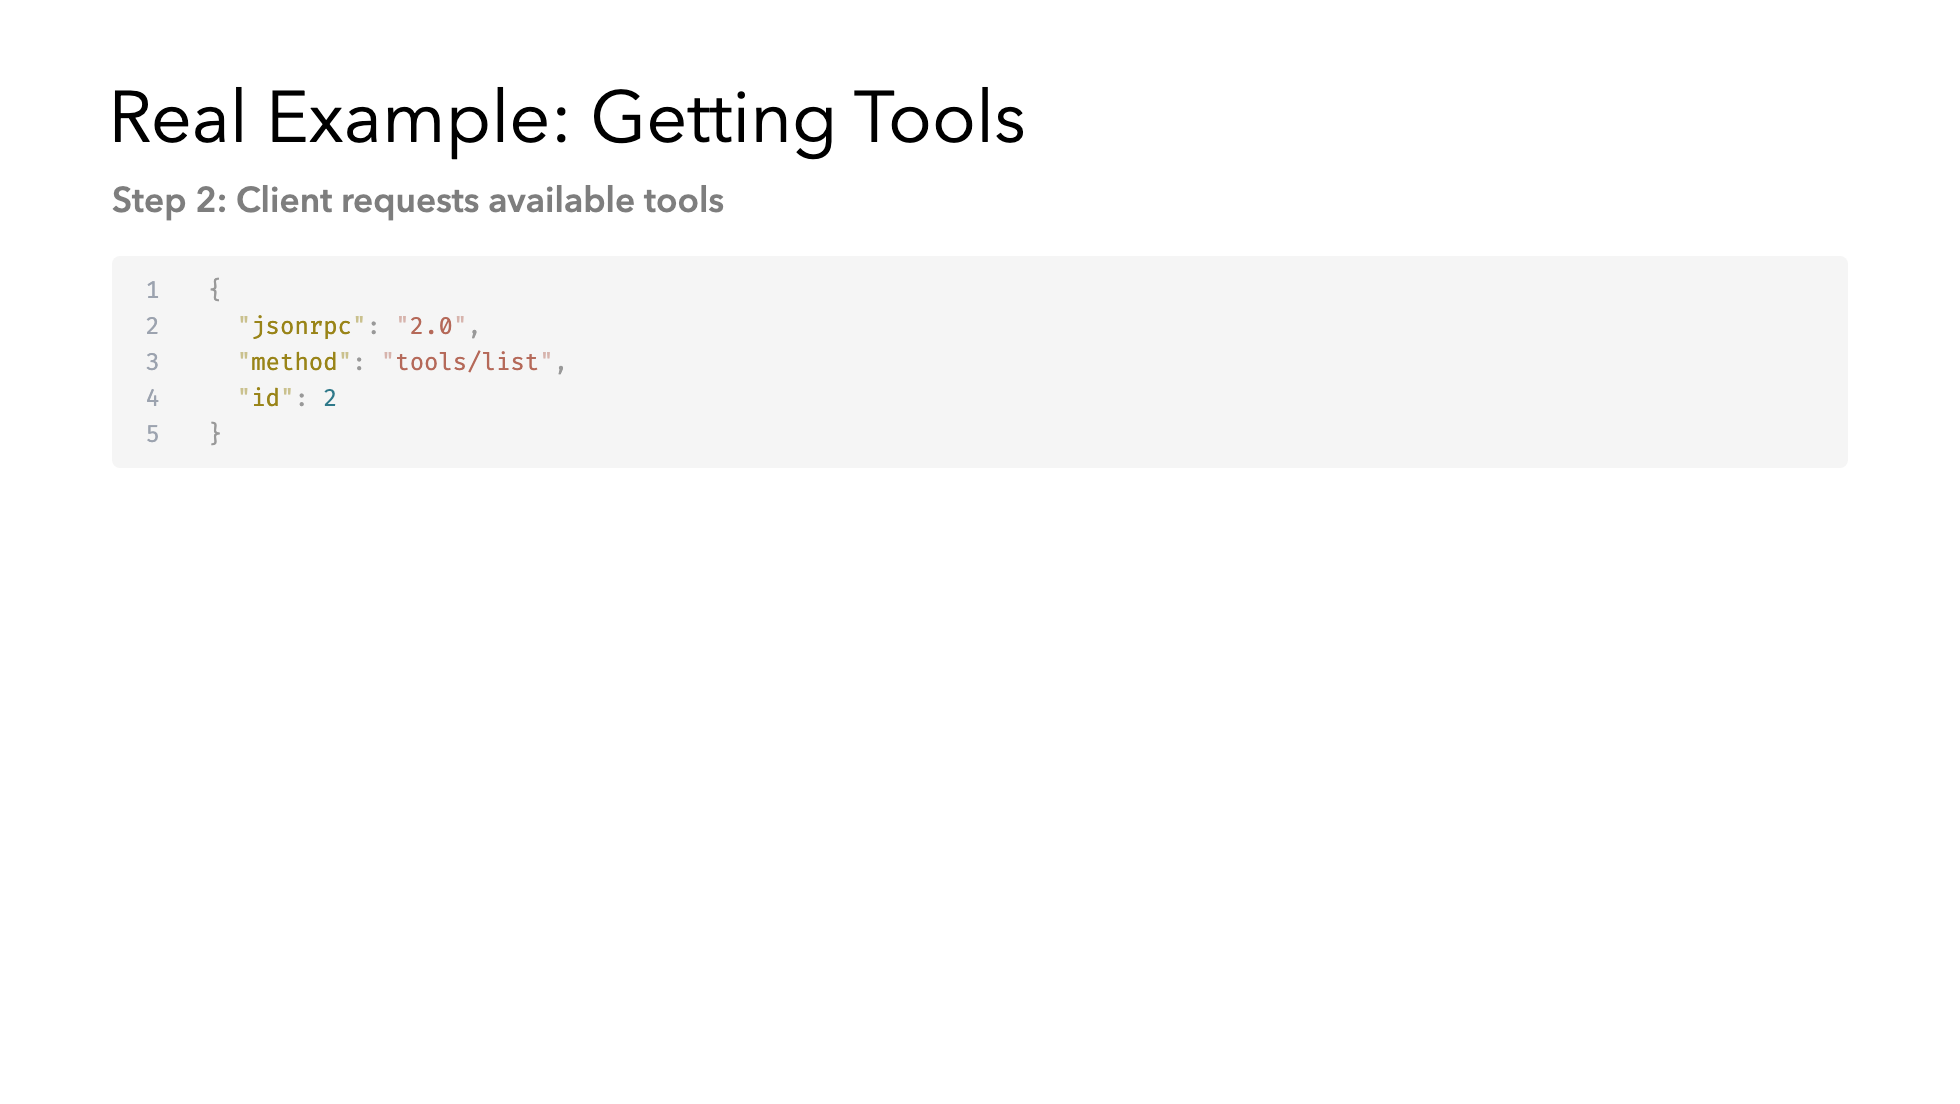 Real Example: Getting Tools
Step 2: Client requests available tools
1 {
2 "jsonrpc": "2.0",
3 "method": "tools/list",
4 "id": 2
5 }